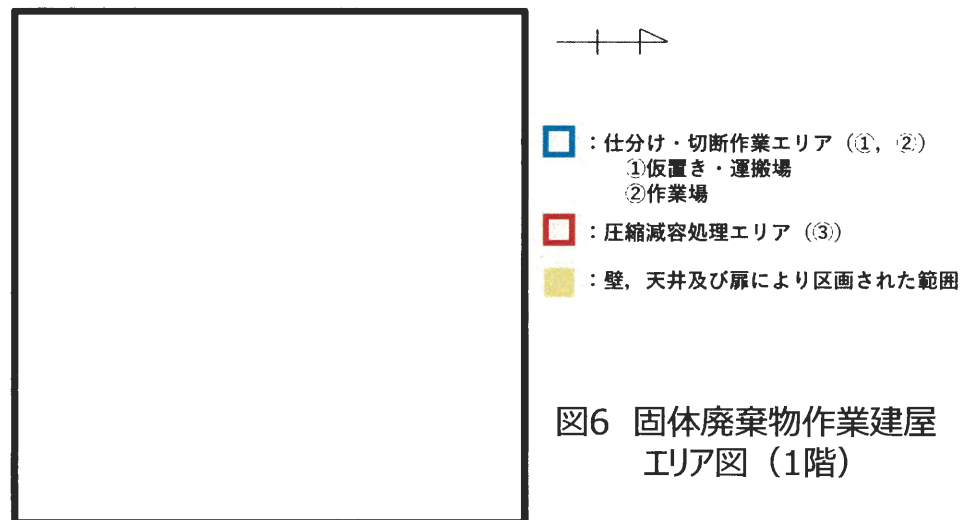 ：仕分け・切断作業エリア（①，②）
①仮置き・運搬場
②作業場
：圧縮減容処理エリア（③）
：壁，天井及び扉により区画された範囲
図6 固体廃棄物作業建屋
エリア図（1階）